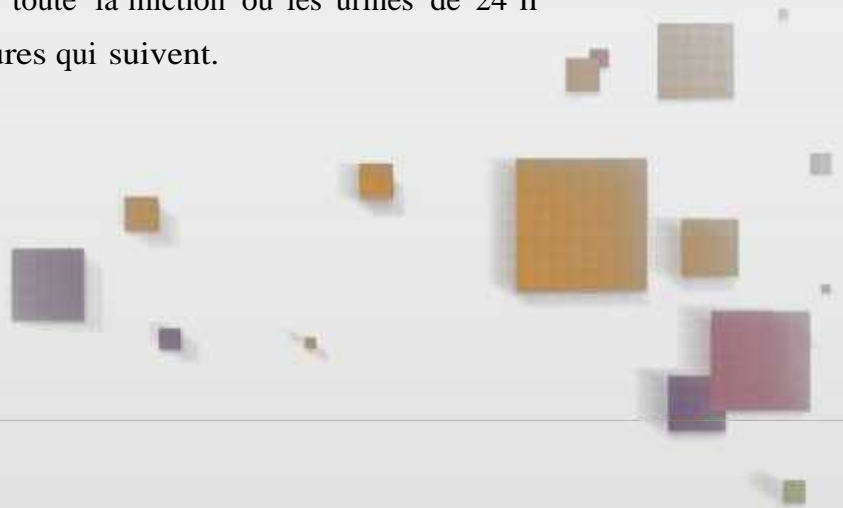 toute la miction ou les urines de 24 h
ures qui suivent.